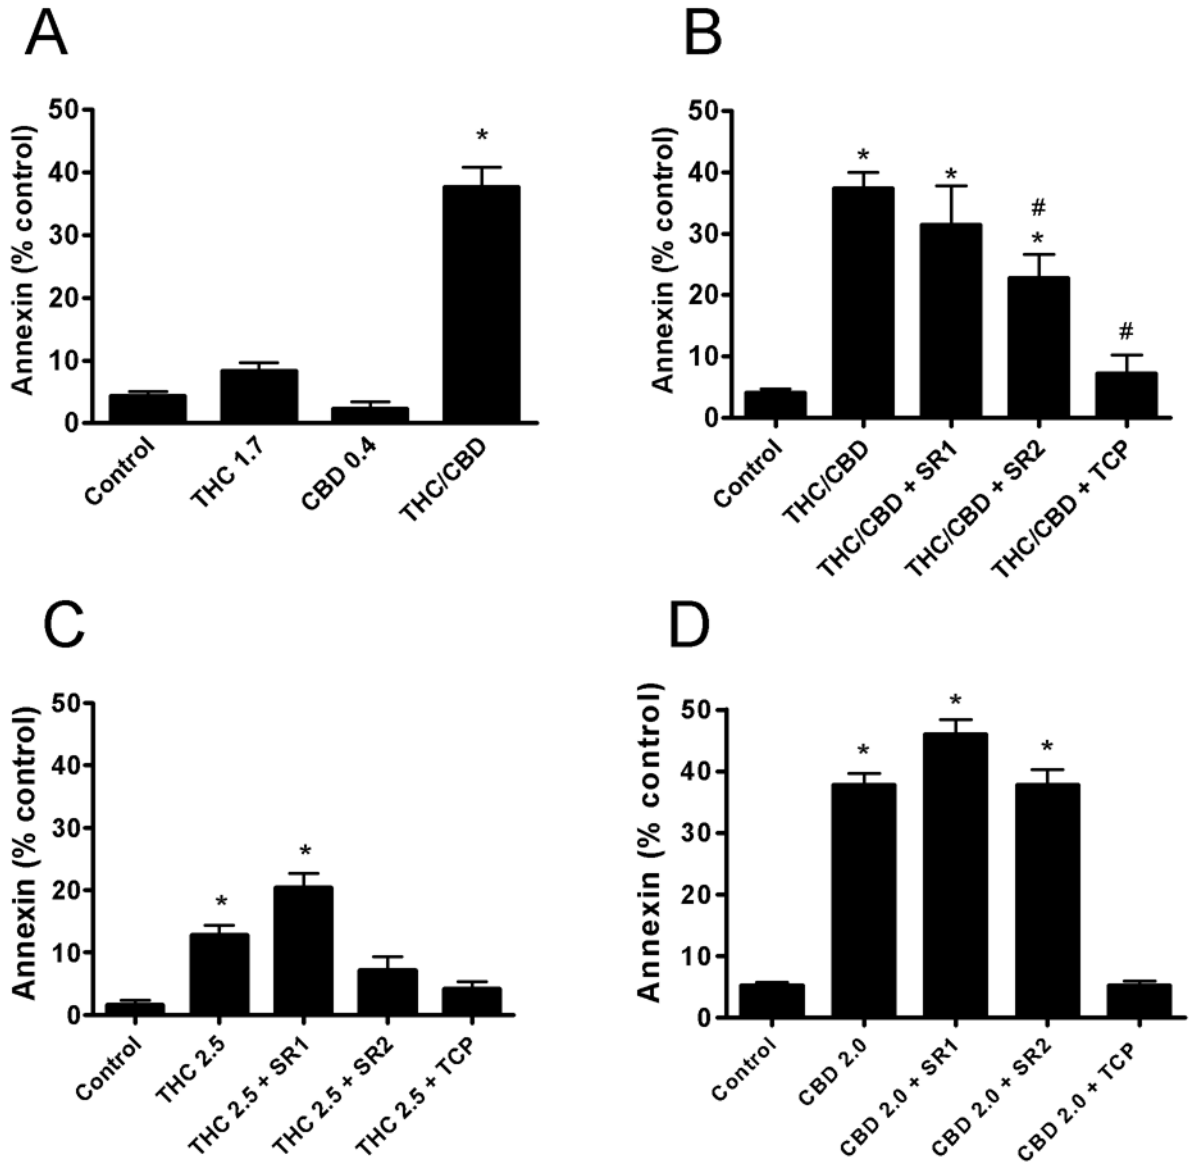 A
Annexin (% control)
50
40
30
20
10
0
*
Control
THC 1.7
CBD 0.4
THC/CBD
B
Annexin (% control)
50
40
30
20
10
0
*
*
#
*
#
Control
THC/CBD
THC/CBD + SR1
THC/CBD + SR2
THC/CBD + TCP
C
Annexin (% control)
50
40
30
20
10
0
*
*
Control
THC 2.5
THC 2.5 + SR1
THC 2.5 + SR2
THC 2.5 + TCP
D
Annexin (% control)
50
40
30
20
10
0
*
*
*
Control
CBD 2.0
CBD 2.0 + SR1
CBD 2.0 + SR2
CBD 2.0 + TCP